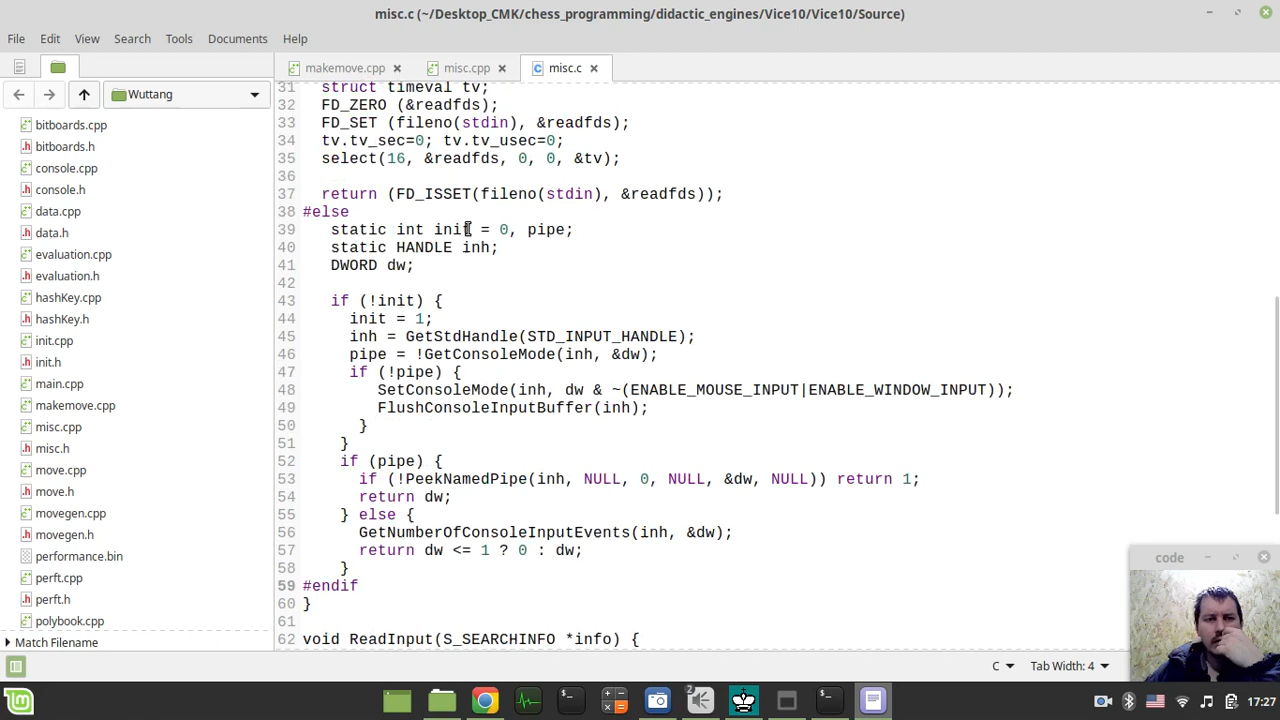 misc.c (~/Desktop_CMK/chess_programming/didactic_engines/Vice10/Vice10/Source)
File Edit View Search Tools Documents Help
makemove.cpp misc.cpp misc.c
Wuttang
bitboards.cpp
bitboards.h
console.cpp
console.h
data.cpp
data.h
evaluation.cpp
evaluation.h
hashKey.cpp
hashKey.h
init.cpp
init.h
main.cpp
makemove.cpp
misc.cpp
misc.h
move.cpp
move.h
movegen.cpp
movegen.h
performance.bin
perft.cpp
perft.h
polybook.cpp
Match Filename
31 struct timeval tv;
32 FD_ZERO (&readfds);
33 FD_SET (fileno(stdin), &readfds);
34 tv.tv_sec=0; tv.tv_usec=0;
35 select(16, &readfds, 0, 0, &tv);
36
37 return (FD_ISSET(fileno(stdin), &readfds));
38 #else
39 static int init = 0, pipe;
40 static HANDLE inh;
41 DWORD dw;
42
43 if (!init) {
44 init = 1;
45 inh = GetStdHandle(STD_INPUT_HANDLE);
46 pipe = !GetConsoleMode(inh, &dw);
47 if (!pipe) {
48 SetConsoleMode(inh, dw & ~(ENABLE_MOUSE_INPUT|ENABLE_WINDOW_INPUT));
49 FlushConsoleInputBuffer(inh);
50 }
51 }
52 if (pipe) {
53 if (!PeekNamedPipe(inh, NULL, 0, NULL, &dw, NULL)) return 1;
54 return dw;
55 } else {
56 GetNumberOfConsoleInputEvents(inh, &dw);
57 return dw <= 1 ? 0 : dw;
58 }
59 #endif
60 }
61
62 void ReadInput(S_SEARCHINFO *info) {
code
C Tab Width: 4
2
17:27